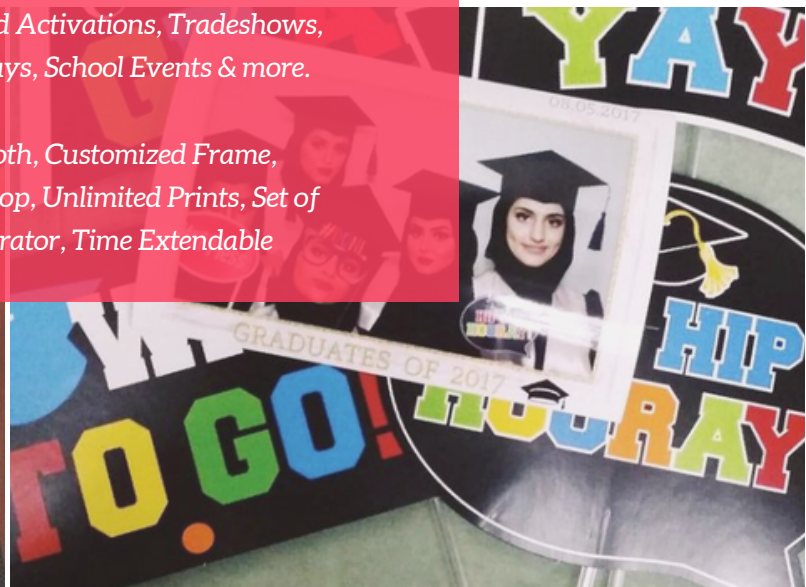 d Activations, Tradeshows,
ys, School Events & more.
oth, Customized Frame,
op, Unlimited Prints, Set of
rator, Time Extendable
YAY
08.05.2017
GRADUATES OF 2017
HIP
HOORAY
TO GO!